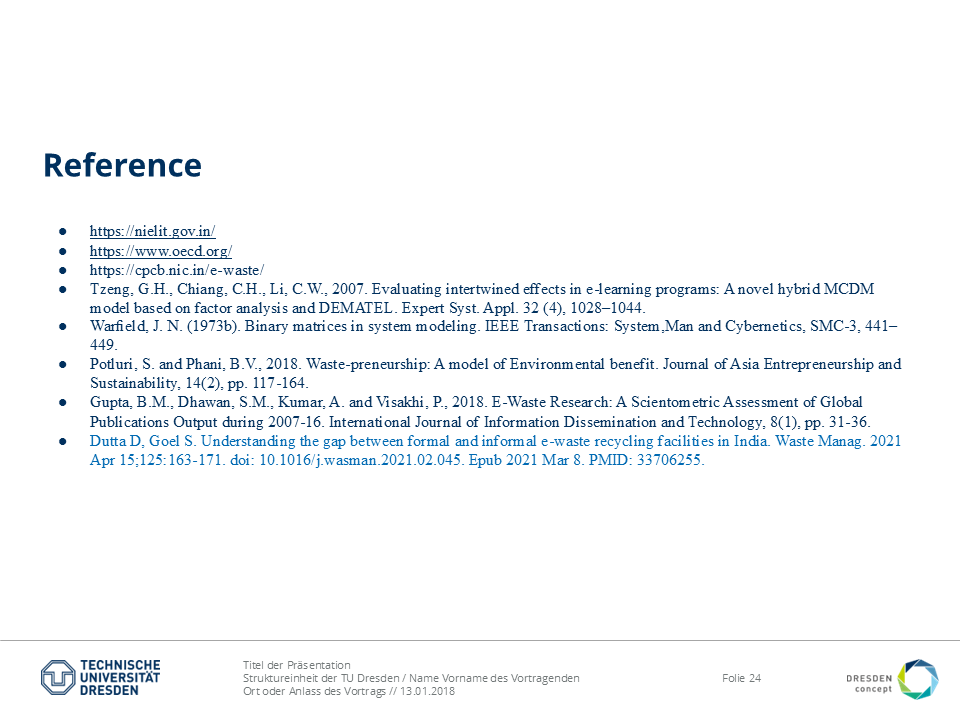 Reference
● https://nielit.gov.in/
● https://www.oecd.org/
● https://cpcb.nic.in/e-waste/
● Tzeng, G.H., Chiang, C.H., Li, C.W., 2007. Evaluating intertwined effects in e-learning programs: A novel hybrid MCDM
model based on factor analysis and DEMATEL. Expert Syst. Appl. 32 (4), 1028–1044.
● Warfield, J. N. (1973b). Binary matrices in system modeling. IEEE Transactions: System,Man and Cybernetics, SMC-3, 441–
449.
● Potluri, S. and Phani, B.V., 2018. Waste-preneurship: A model of Environmental benefit. Journal of Asia Entrepreneurship and
Sustainability, 14(2), pp. 117-164.
● Gupta, B.M., Dhawan, S.M., Kumar, A. and Visakhi, P., 2018. E-Waste Research: A Scientometric Assessment of Global
Publications Output during 2007-16. International Journal of Information Dissemination and Technology, 8(1), pp. 31-36.
● Dutta D, Goel S. Understanding the gap between formal and informal e-waste recycling facilities in India. Waste Manag. 2021
Apr 15;125:163-171. doi: 10.1016/j.wasman.2021.02.045. Epub 2021 Mar 8. PMID: 33706255.
TECHNISCHE
UNIVERSITÄT
DRESDEN
Titel der Präsentation
Struktureinheit der TU Dresden / Name Vorname des Vortragenden
Ort oder Anlass des Vortrags // 13.01.2018
Folie 24
DRESDEN
concept